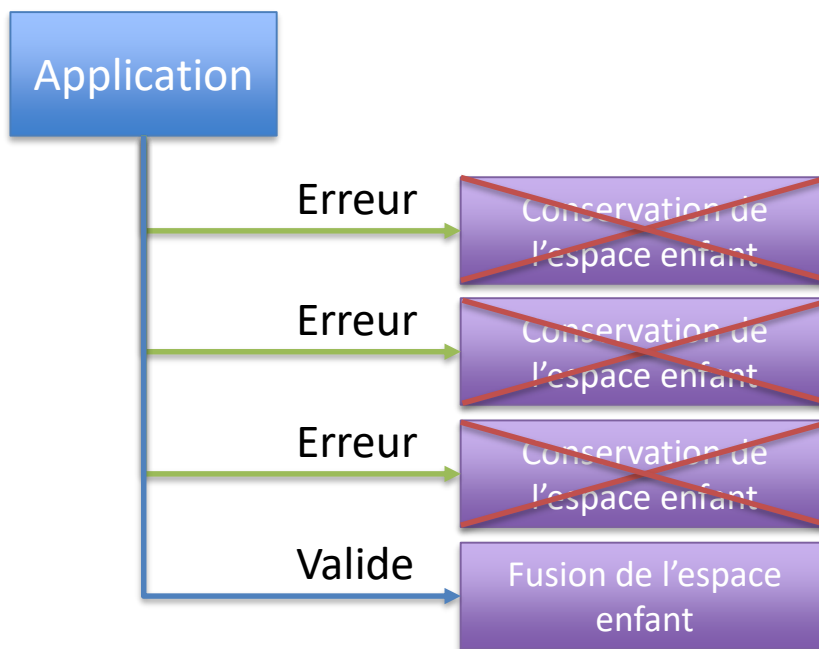 Application
Erreur
Conservation de
l’espace enfant
Erreur
Conservation de
l’espace enfant
Erreur
Conservation de
l’espace enfant
Valide
Fusion de l’espace
enfant